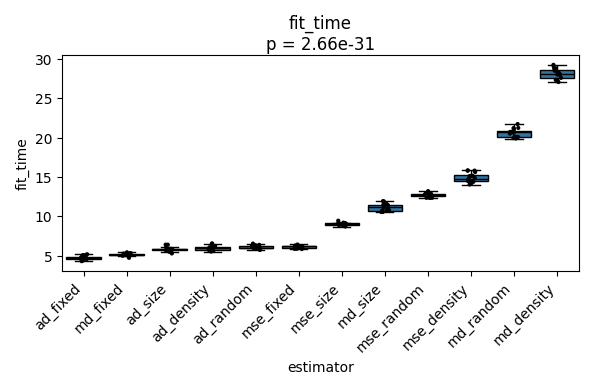 fit_time
p = 2.66e-31
30
25
20
15
10
5
fit_time
ad_fixed
md_fixed
ad_size
ad_density
ad_random
mse_fixed
mse_size
md_size
mse_random
mse_density
md_random
md_density
estimator